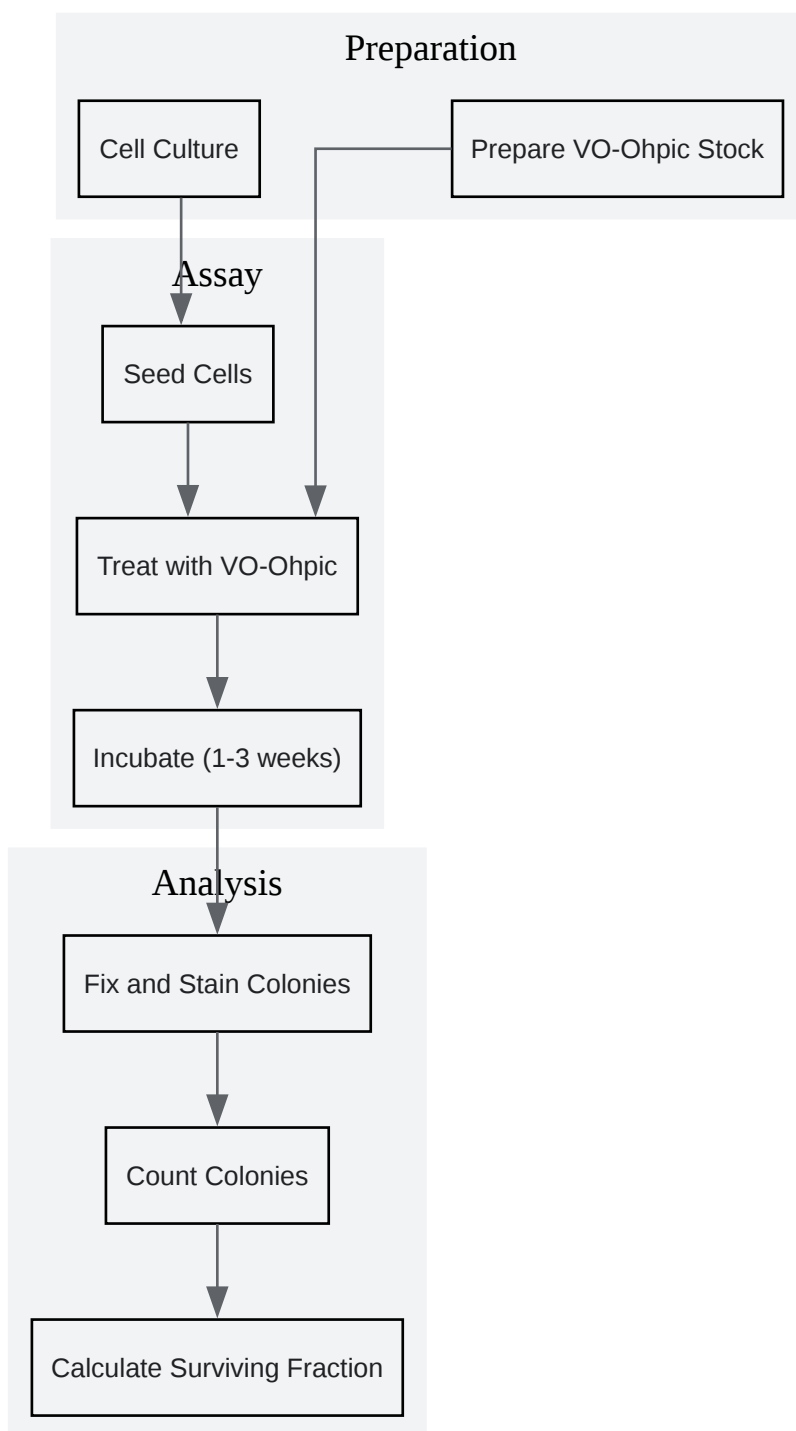 Preparation
Cell Culture
Prepare VO-Ohpic Stock
Assay
Seed Cells
Treat with VO-Ohpic
Incubate (1-3 weeks)
Analysis
Fix and Stain Colonies
Count Colonies
Calculate Surviving Fraction